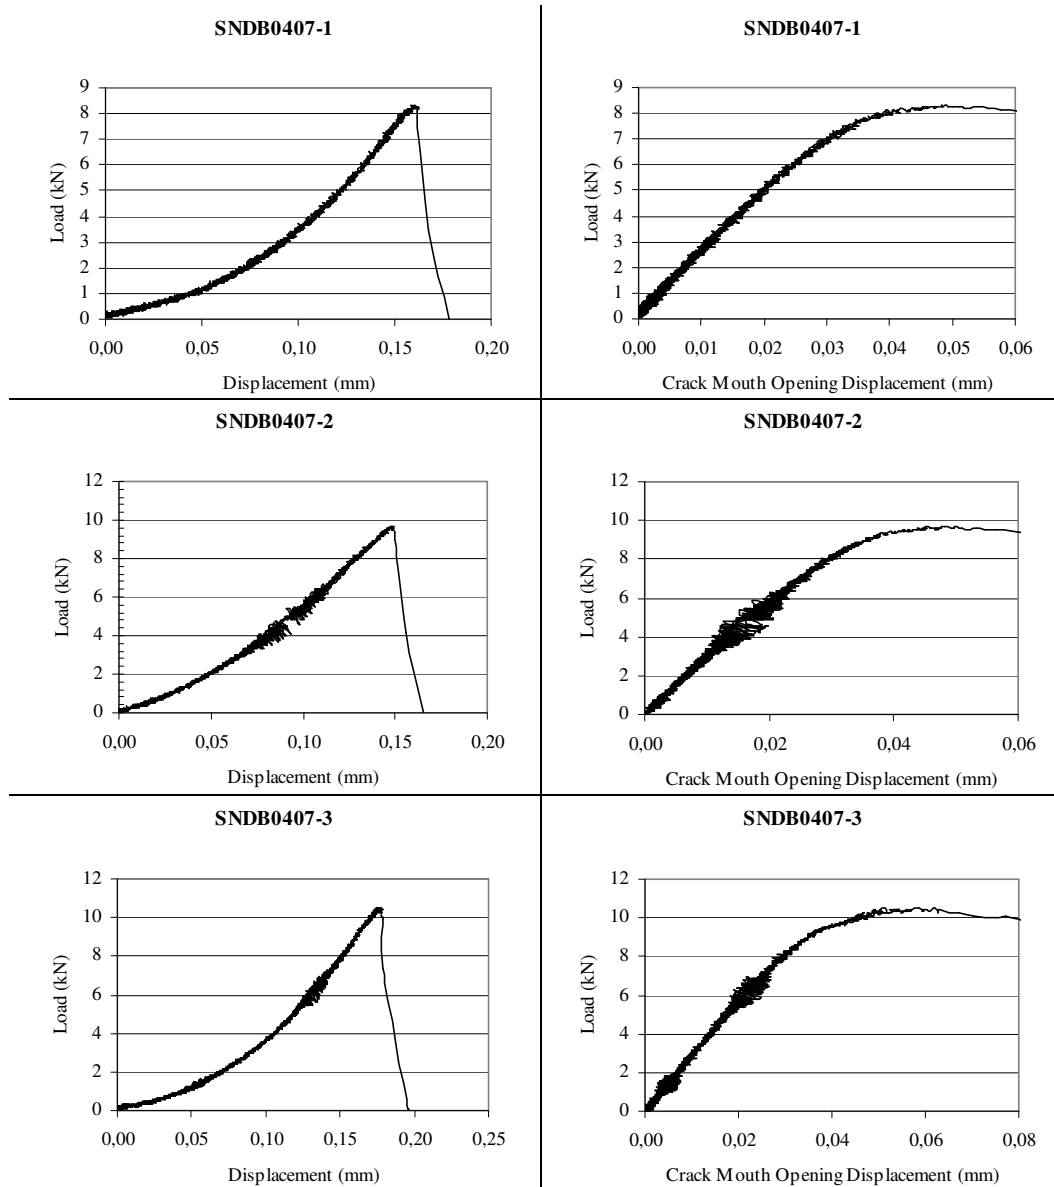 SNDB0407-1
9
8
7
6
5
4
3
2
1
0
Load (kN)
0,00 0,05 0,10 0,15 0,20
Displacement (mm)
SNDB0407-1
9
8
7
6
5
4
3
2
1
0
Load (kN)
0,00 0,01 0,02 0,03 0,04 0,05 0,06
Crack Mouth Opening Displacement (mm)
SNDB0407-2
12
10
8
6
4
2
0
Load (kN)
0,00 0,05 0,10 0,15 0,20
Displacement (mm)
SNDB0407-2
12
10
8
6
4
2
0
Load (kN)
0,00 0,02 0,04 0,06
Crack Mouth Opening Displacement (mm)
SNDB0407-3
12
10
8
6
4
2
0
Load (kN)
0,00 0,05 0,10 0,15 0,20 0,25
Displacement (mm)
SNDB0407-3
12
10
8
6
4
2
0
Load (kN)
0,00 0,02 0,04 0,06 0,08
Crack Mouth Opening Displacement (mm)